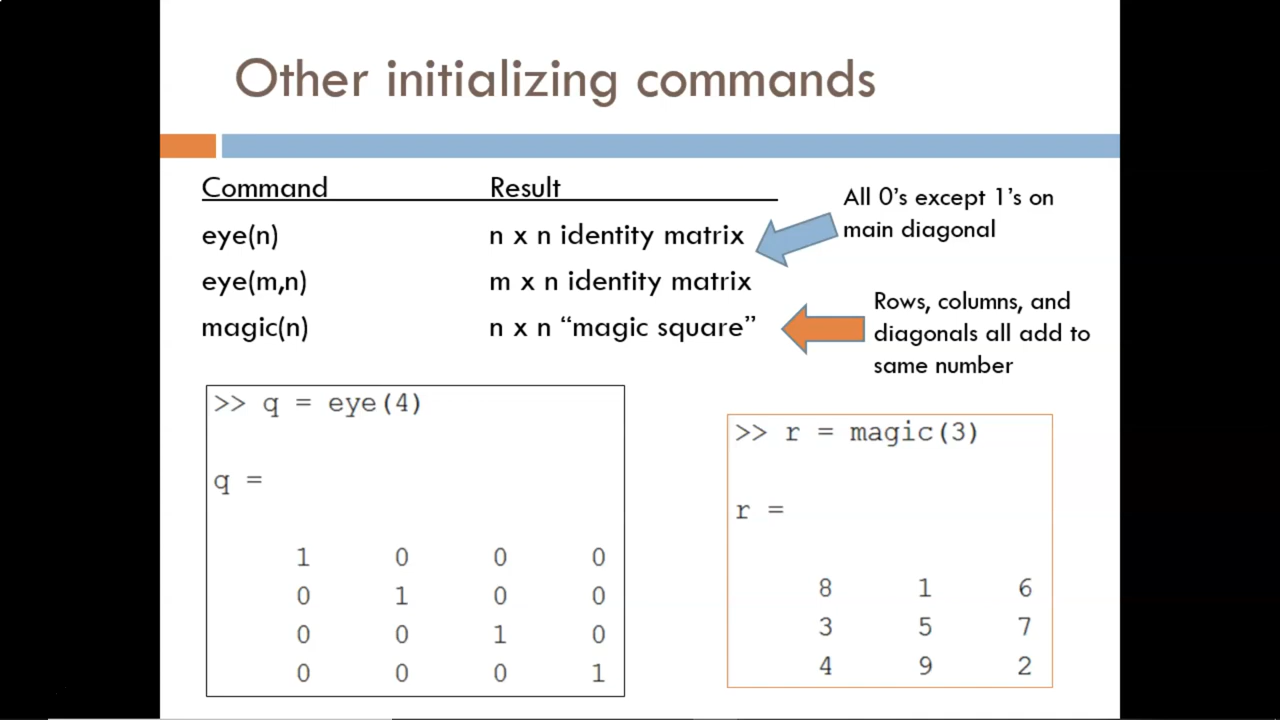 Other initializing commands
Command Result
eye(n) n x n identity matrix
eye(m,n) m x n identity matrix
magic(n) n x n “magic square”
All 0’s except 1’s on
main diagonal
Rows, columns, and
diagonals all add to
same number
>> q = eye(4)
q =
1 0 0 0
0 1 0 0
0 0 1 0
0 0 0 1
>> r = magic(3)
r =
8 1 6
3 5 7
4 9 2